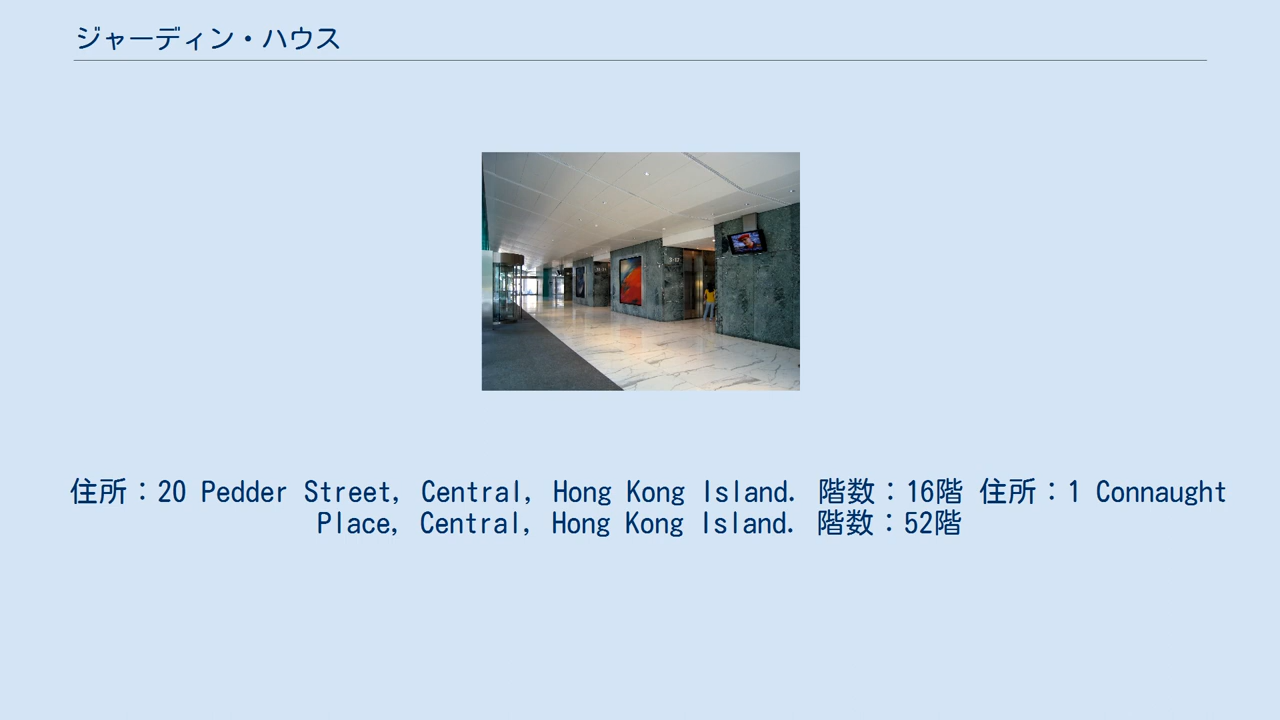 ジャーディン・ハウス
住所：20 Pedder Street, Central, Hong Kong Island. 階数：16階 住所：1 Connaught
Place, Central, Hong Kong Island. 階数：52階